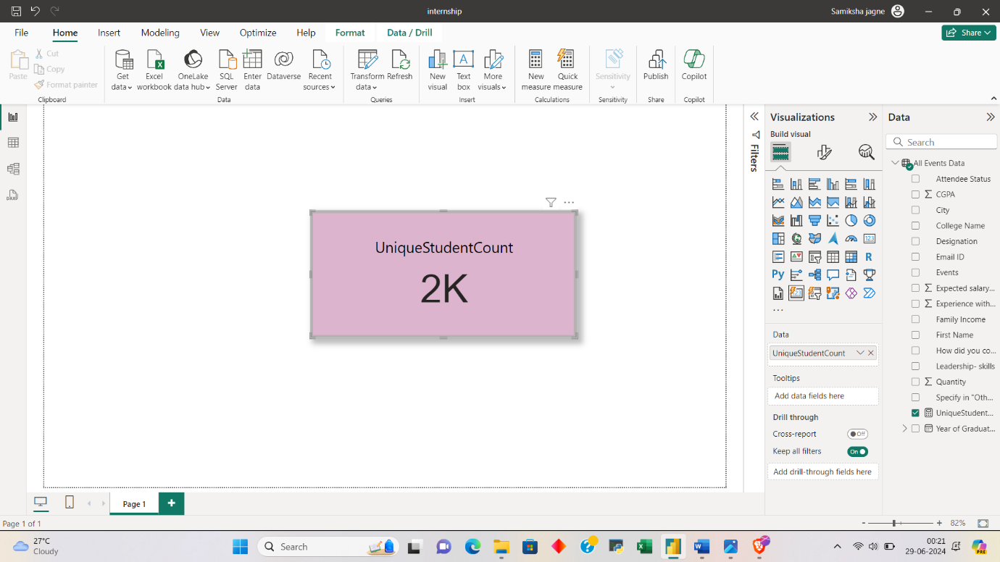 internship
Samiksha jagne
File Home Insert Modeling View Optimize Help Format Data / Drill Share
Paste
Cut
Copy
Format painter
Clipboard
Get data
Excel workbook
OneLake data hub
SQL Server
Enter data
Dataverse
Recent sources
Data
Transform data
Refresh
Queries
New visual
Text box
More visuals
Insert
New measure
Quick measure
Calculations
Sensitivity
Sensitivity
Publish
Share
Copilot
Copilot
UniqueStudentCount
2K
Filters
Visualizations
Build visual
123
R
Py
Data
UniqueStudentCount
Tooltips
Add data fields here
Drill through
Cross-report Off
Keep all filters On
Add drill-through fields here
Data
Search
All Events Data
Attendee Status
CGPA
City
College Name
Designation
Email ID
Events
Expected salary...
Experience with...
Family Income
First Name
How did you co...
Leadership- skills
Quantity
Specify in "Oth...
UniqueStudent...
Year of Graduat...
Page 1
Page 1 of 1
- + 82%
27°C
Cloudy
Search
00:21
29-06-2024
PRE